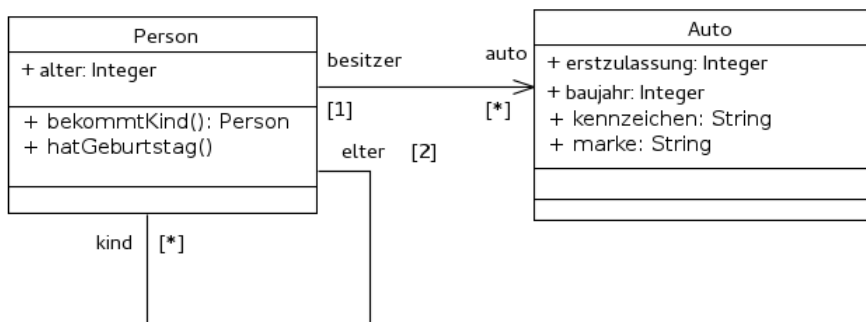 Person
+ alter: Integer
+ bekommtKind(): Person
+ hatGeburtstag()
besitzer
auto
[1]
[*]
elter [2]
kind [*]
Auto
+ erstzulassung: Integer
+ baujahr: Integer
+ kennzeichen: String
+ marke: String